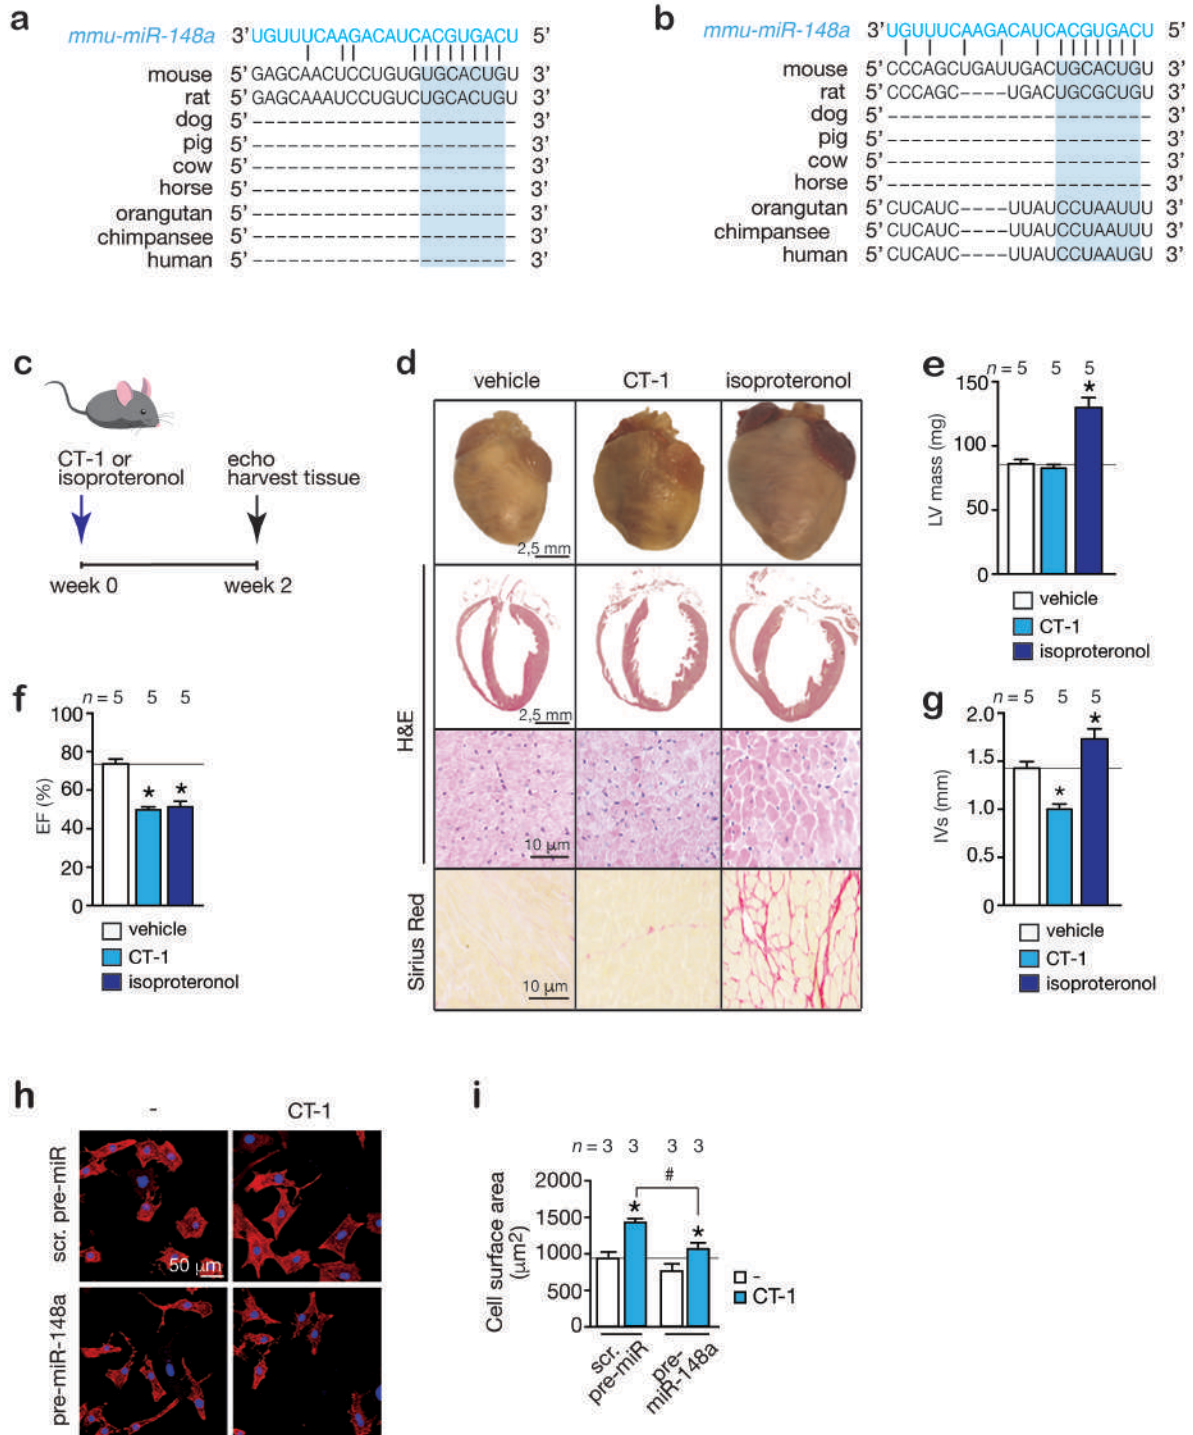 a
mmu-miR-148a 3’UGUUUCAAGACAUCACGUGACU 5’
mouse 5’GAGCAACUCCUGUGUGCACUGU 3’
rat 5’GAGCAAAUCCUGUCUGCACUGU 3’
dog 5’---------------------- 3’
pig 5’---------------------- 3’
cow 5’---------------------- 3’
horse 5’---------------------- 3’
orangutan 5’---------------------- 3’
chimpansee 5’---------------------- 3’
human 5’---------------------- 3’
b
mmu-miR-148a 3’UGUUUCAAGACAUCACGUGACU 5’
mouse 5’CCCAGCUGAUUGACUGCACUGU 3’
rat 5’CCCAGC----UGACUGCGCUGU 3’
dog 5’---------------------- 3’
pig 5’---------------------- 3’
cow 5’---------------------- 3’
horse 5’---------------------- 3’
orangutan 5’CUCAUC----UUAUCCUAAUUU 3’
chimpansee 5’CUCAUC----UUAUCCUAAUUU 3’
human 5’CUCAUC----UUAUCCUAAUGU 3’
c
CT-1 or
isoproteronol
echo
harvest tissue
week 0
week 2
d
vehicle CT-1 isoproteronol
2,5 mm
2,5 mm
H&E
10 µm
Sirius Red
10 µm
e
n = 5 5 5
150
100
50
0
LV mass (mg)
*
vehicle
CT-1
isoproteronol
f
n = 5 5 5
100
80
60
40
20
0
EF (%)
* *
vehicle
CT-1
isoproteronol
g
n = 5 5 5
2.0
1.5
1.0
0.5
0
IVs (mm)
* *
vehicle
CT-1
isoproteronol
h
- CT-1
scr. pre-miR
50 µm
pre-miR-148a
i
n = 3 3 3 3
2000
1500
1000
500
0
Cell surface area
(µm2)
#
* *
scr.
pre-miR
pre-
miR-148a
-
CT-1